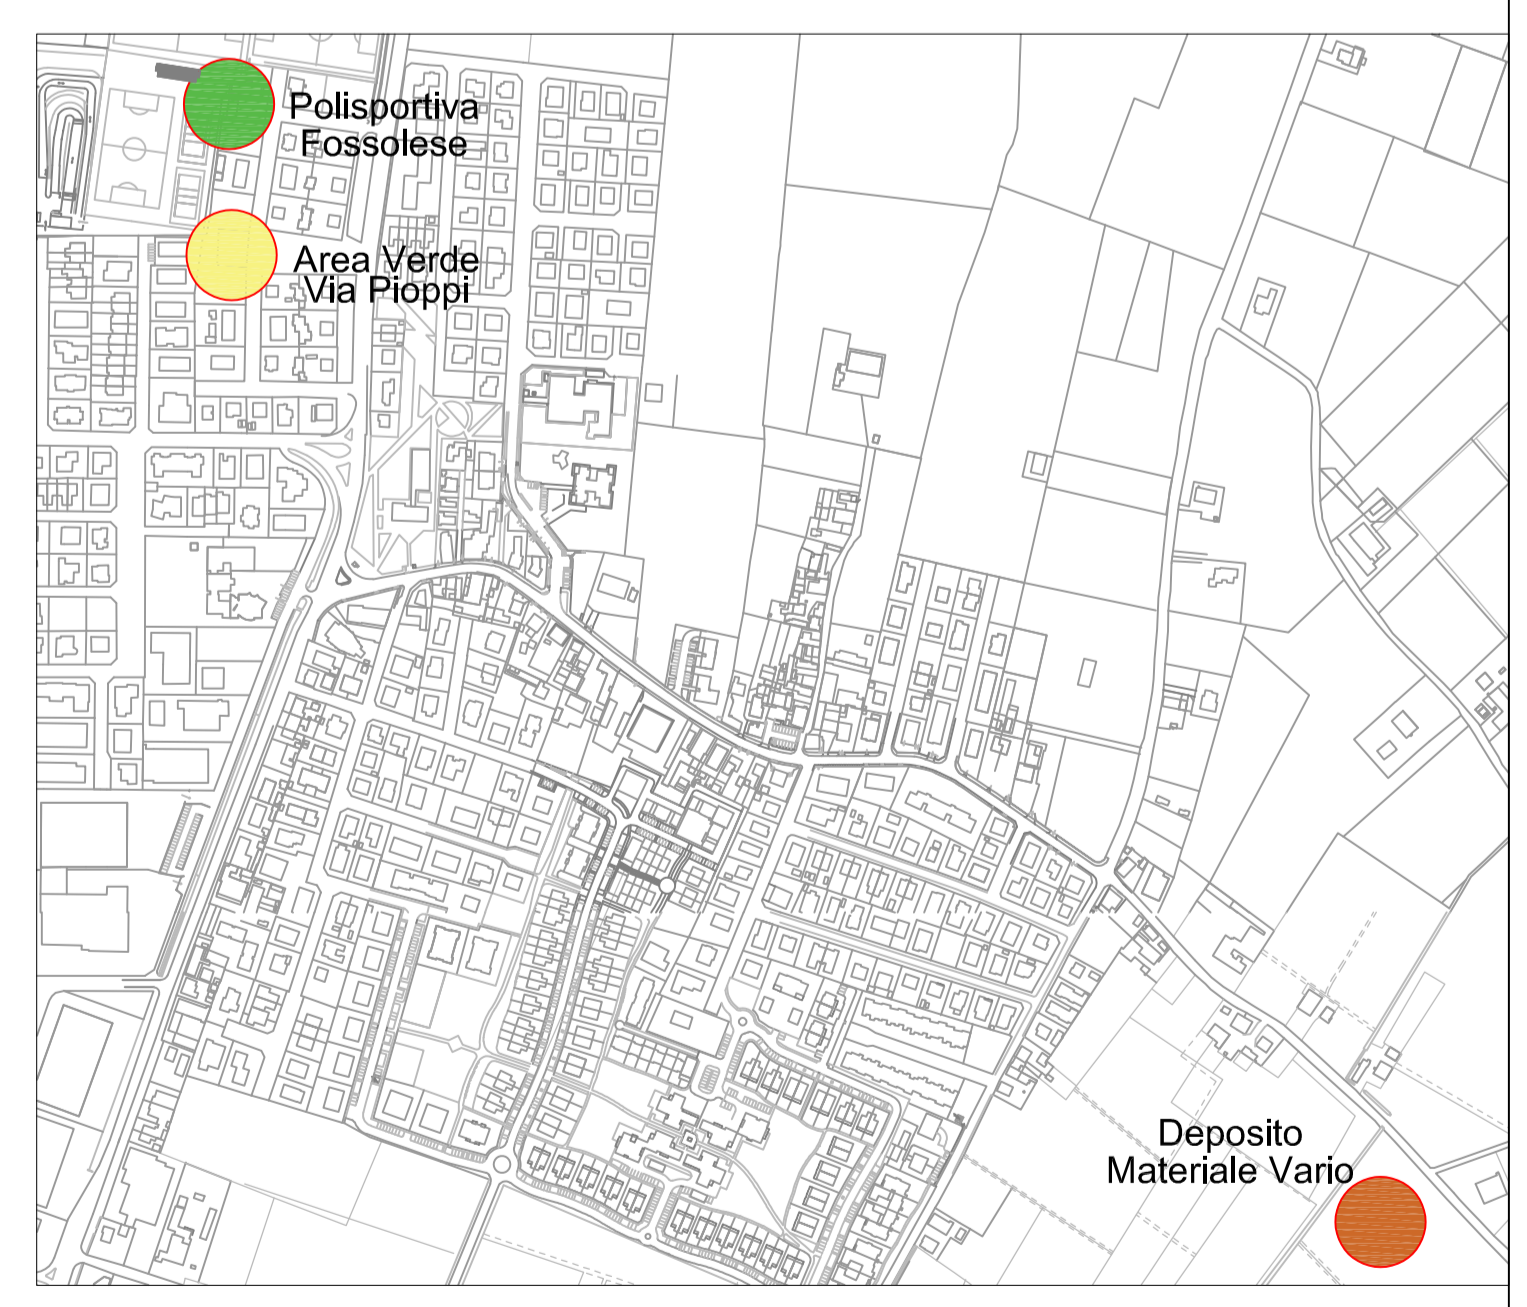 Polisportiva
Fossolese
Area Verde
Via Pioppi
Deposito
Materiale Vario